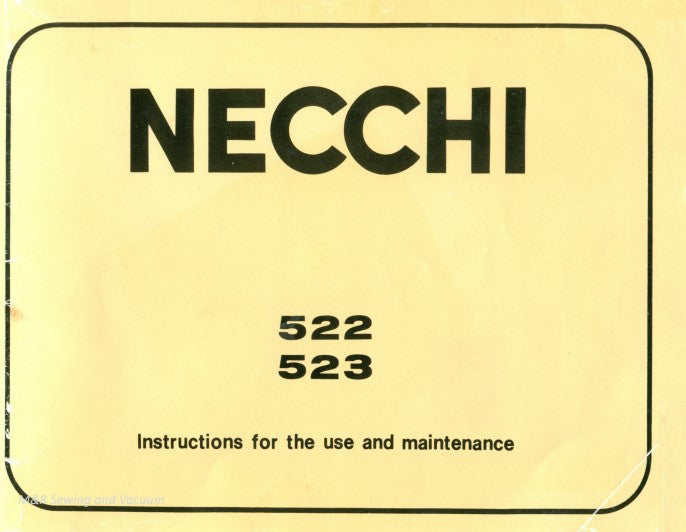 NECCHI
522
523
Instructions for the use and maintenance
M&R Sewing and Vacuum